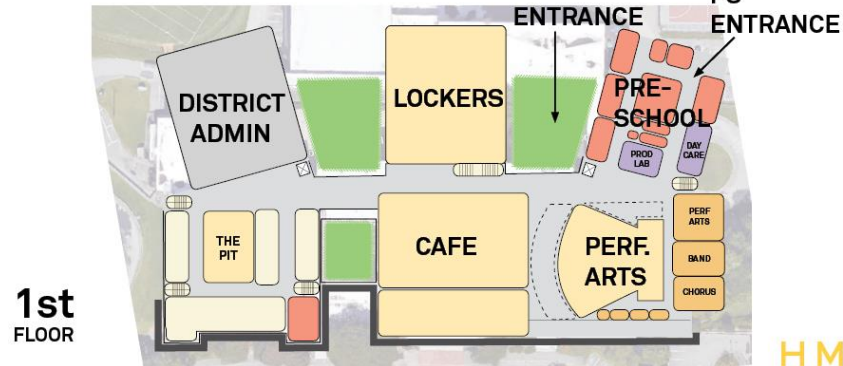 ENTRANCE
ENTRANCE
PRE-
SCHOOL
LOCKERS
DISTRICT
ADMIN
PROD
LAB
DAY
CARE
THE
PIT
CAFE
PERF.
ARTS
PERF
ARTS
BAND
CHORUS
1st
FLOOR
H M